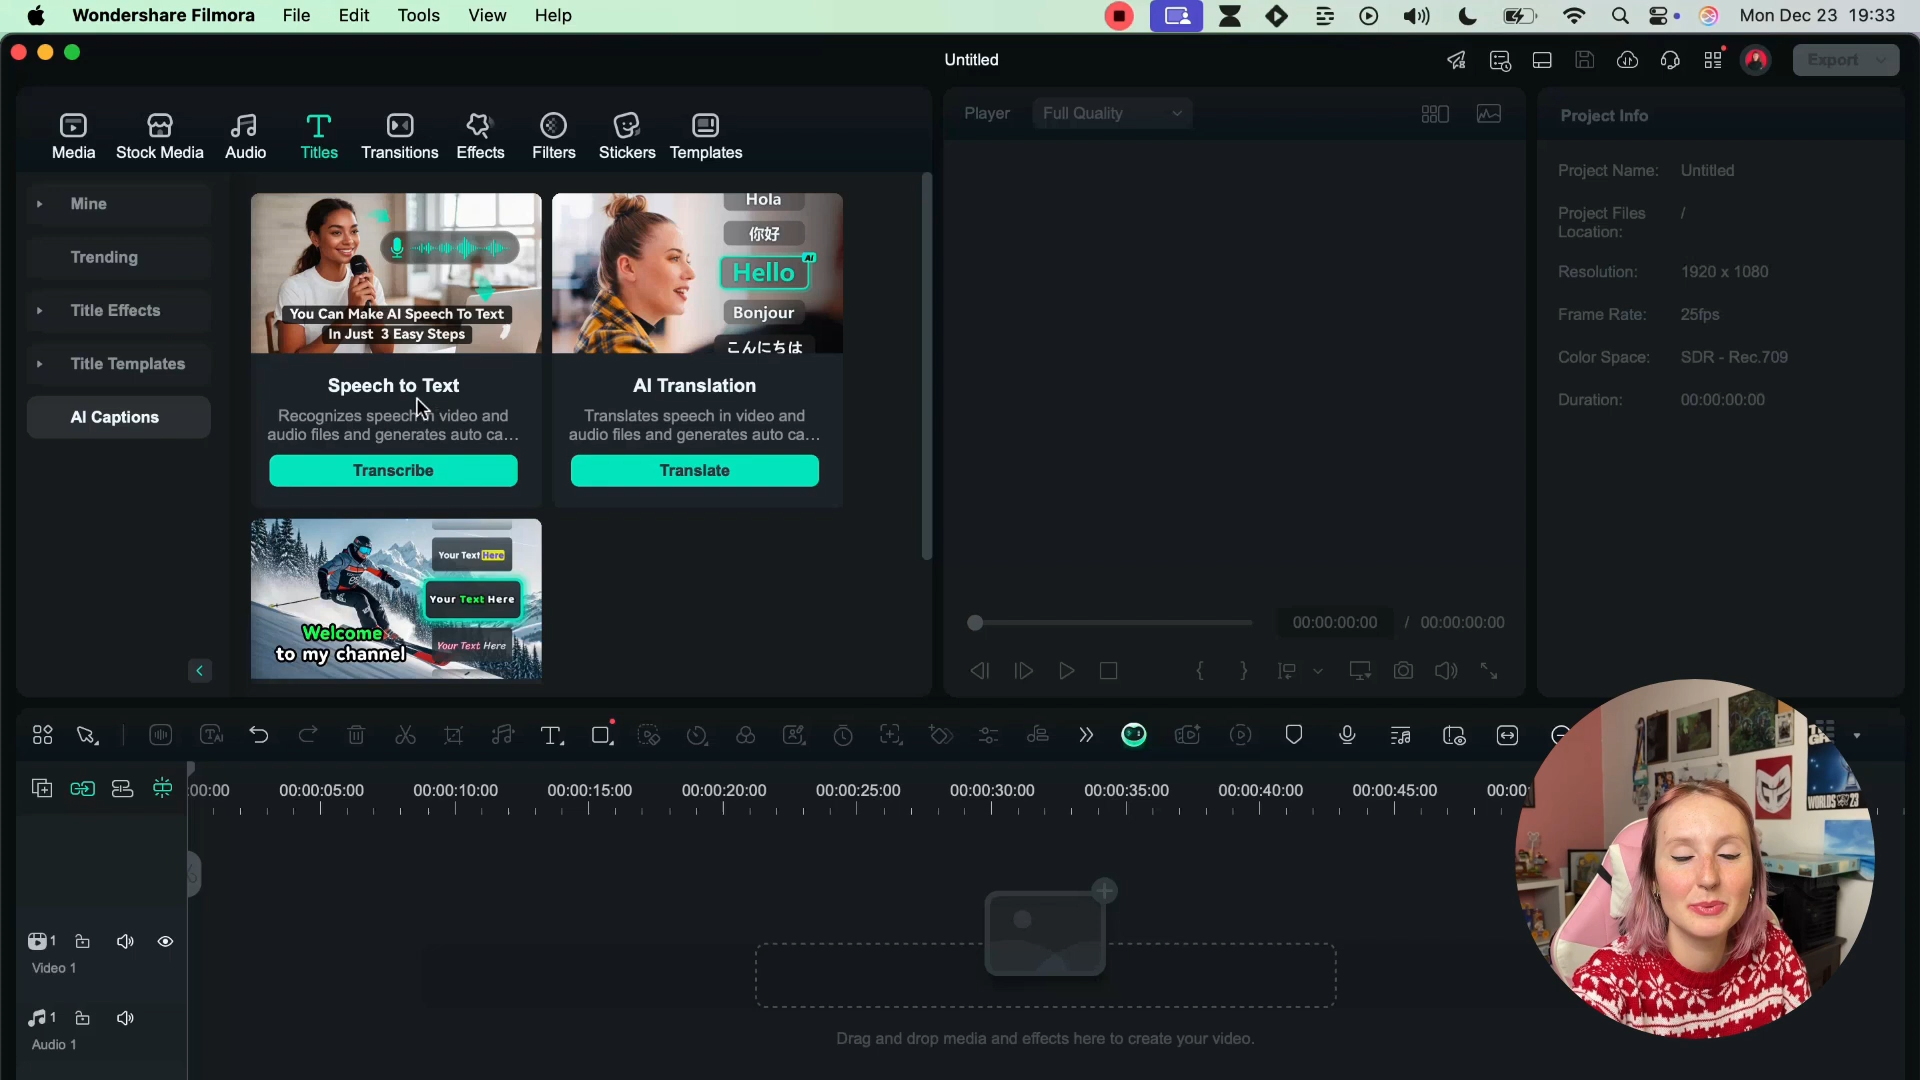 Wondershare Filmora File Edit Tools View Help
Mon Dec 23 19:33
Untitled
Export
Media
Stock Media
Audio
Titles
Transitions
Effects
Filters
Stickers
Templates
Player
Full Quality
Project Info
Mine
Trending
Title Effects
Title Templates
AI Captions
You Can Make AI Speech To Text
In Just 3 Easy Steps
Speech to Text
Recognizes speech in video and
audio files and generates auto ca...
Transcribe
Hola
你好
Hello
AI
Bonjour
こんにちは
AI Translation
Translates speech in video and
audio files and generates auto ca...
Translate
Your Text Here
Your Text Here
Your Text Here
Welcome
to my channel
Project Name: Untitled
Project Files
Location:
/
Resolution: 1920 x 1080
Frame Rate: 25fps
Color Space: SDR - Rec.709
Duration: 00:00:00:00
00:00:00:00 / 00:00:00:00
:00:00 00:00:05:00 00:00:10:00 00:00:15:00 00:00:20:00 00:00:25:00 00:00:30:00 00:00:35:00 00:00:40:00 00:00:45:00 00:00:
1
Video 1
1
Audio 1
Drag and drop media and effects here to create your video.
WORLDS 23